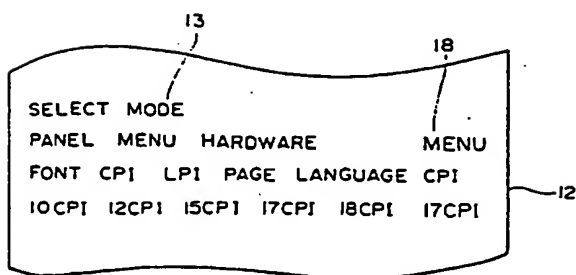 13
18
SELECT MODE
PANEL MENU HARDWARE MENU
FONT CPI LPI PAGE LANGUAGE CPI
10CPI 12CPI 15CPI 17CPI 18CPI 17CPI
12